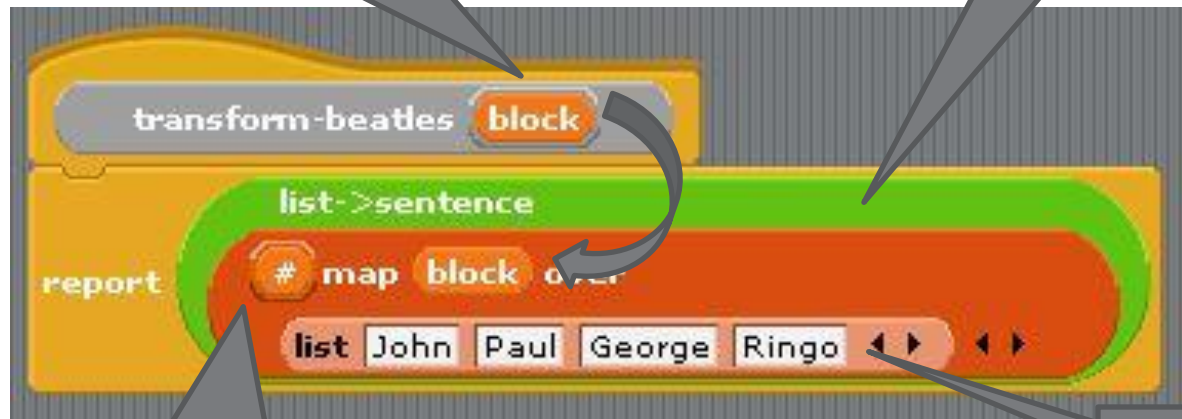 transform-beatles block
list->sentence
report # map block
list John Paul George Ringo